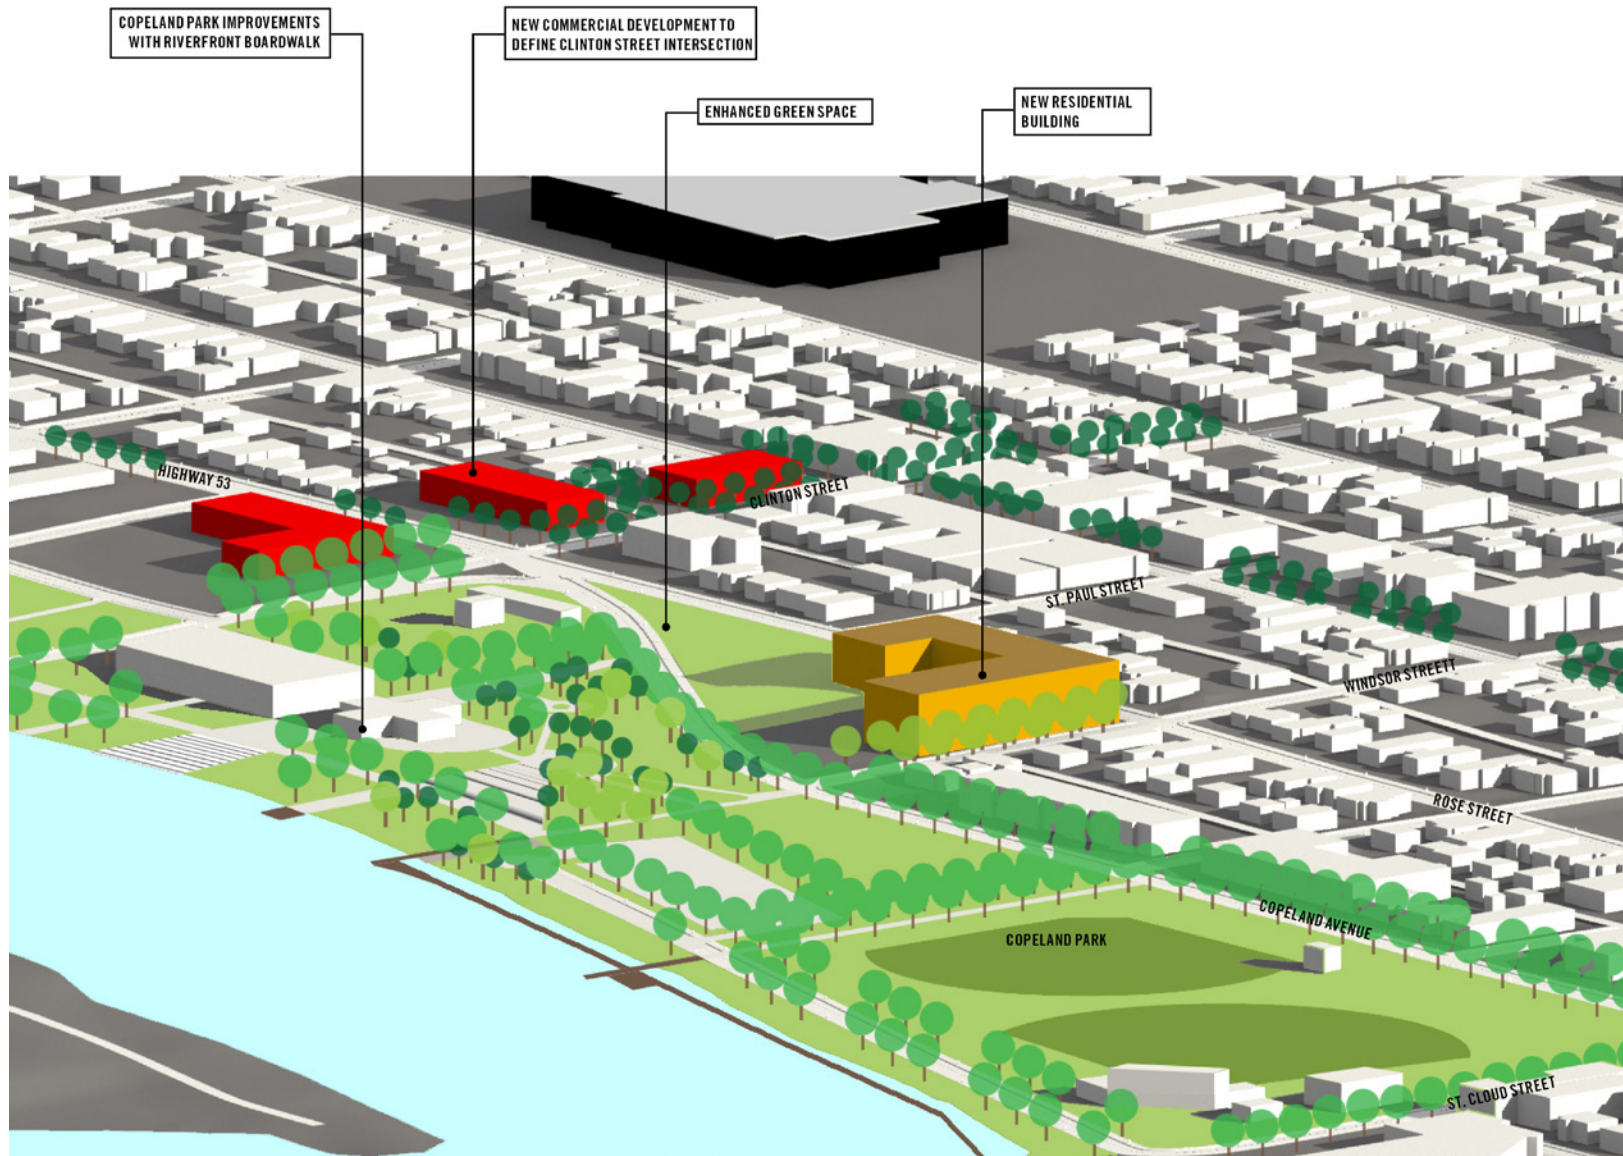 COPELAND PARK IMPROVEMENTS
WITH RIVERFRONT BOARDWALK
NEW COMMERCIAL DEVELOPMENT TO
DEFINE CLINTON STREET INTERSECTION
ENHANCED GREEN SPACE
NEW RESIDENTIAL
BUILDING
HIGHWAY 53
CLINTON STREET
ST. PAUL STREET
WINDSOR STREETT
ROSE STREET
COPELAND AVENUE
COPELAND PARK
ST. CLOUD STREET